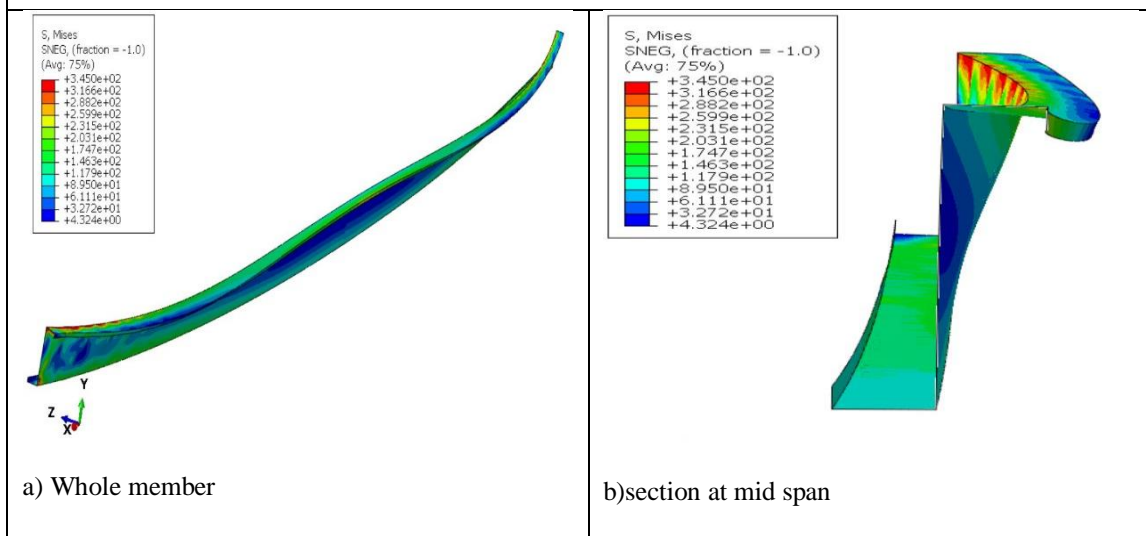 S, Mises
SNEG, (fraction = -1.0)
(Avg: 75%)
+3.450e+02
+3.166e+02
+2.882e+02
+2.599e+02
+2.315e+02
+2.031e+02
+1.747e+02
+1.463e+02
+1.179e+02
+8.950e+01
+6.111e+01
+3.272e+01
+4.324e+00
Y
Z
X
a) Whole member
S, Mises
SNEG, (fraction = -1.0)
(Avg: 75%)
+3.450e+02
+3.166e+02
+2.882e+02
+2.599e+02
+2.315e+02
+2.031e+02
+1.747e+02
+1.463e+02
+1.179e+02
+8.950e+01
+6.111e+01
+3.272e+01
+4.324e+00
b)section at mid span